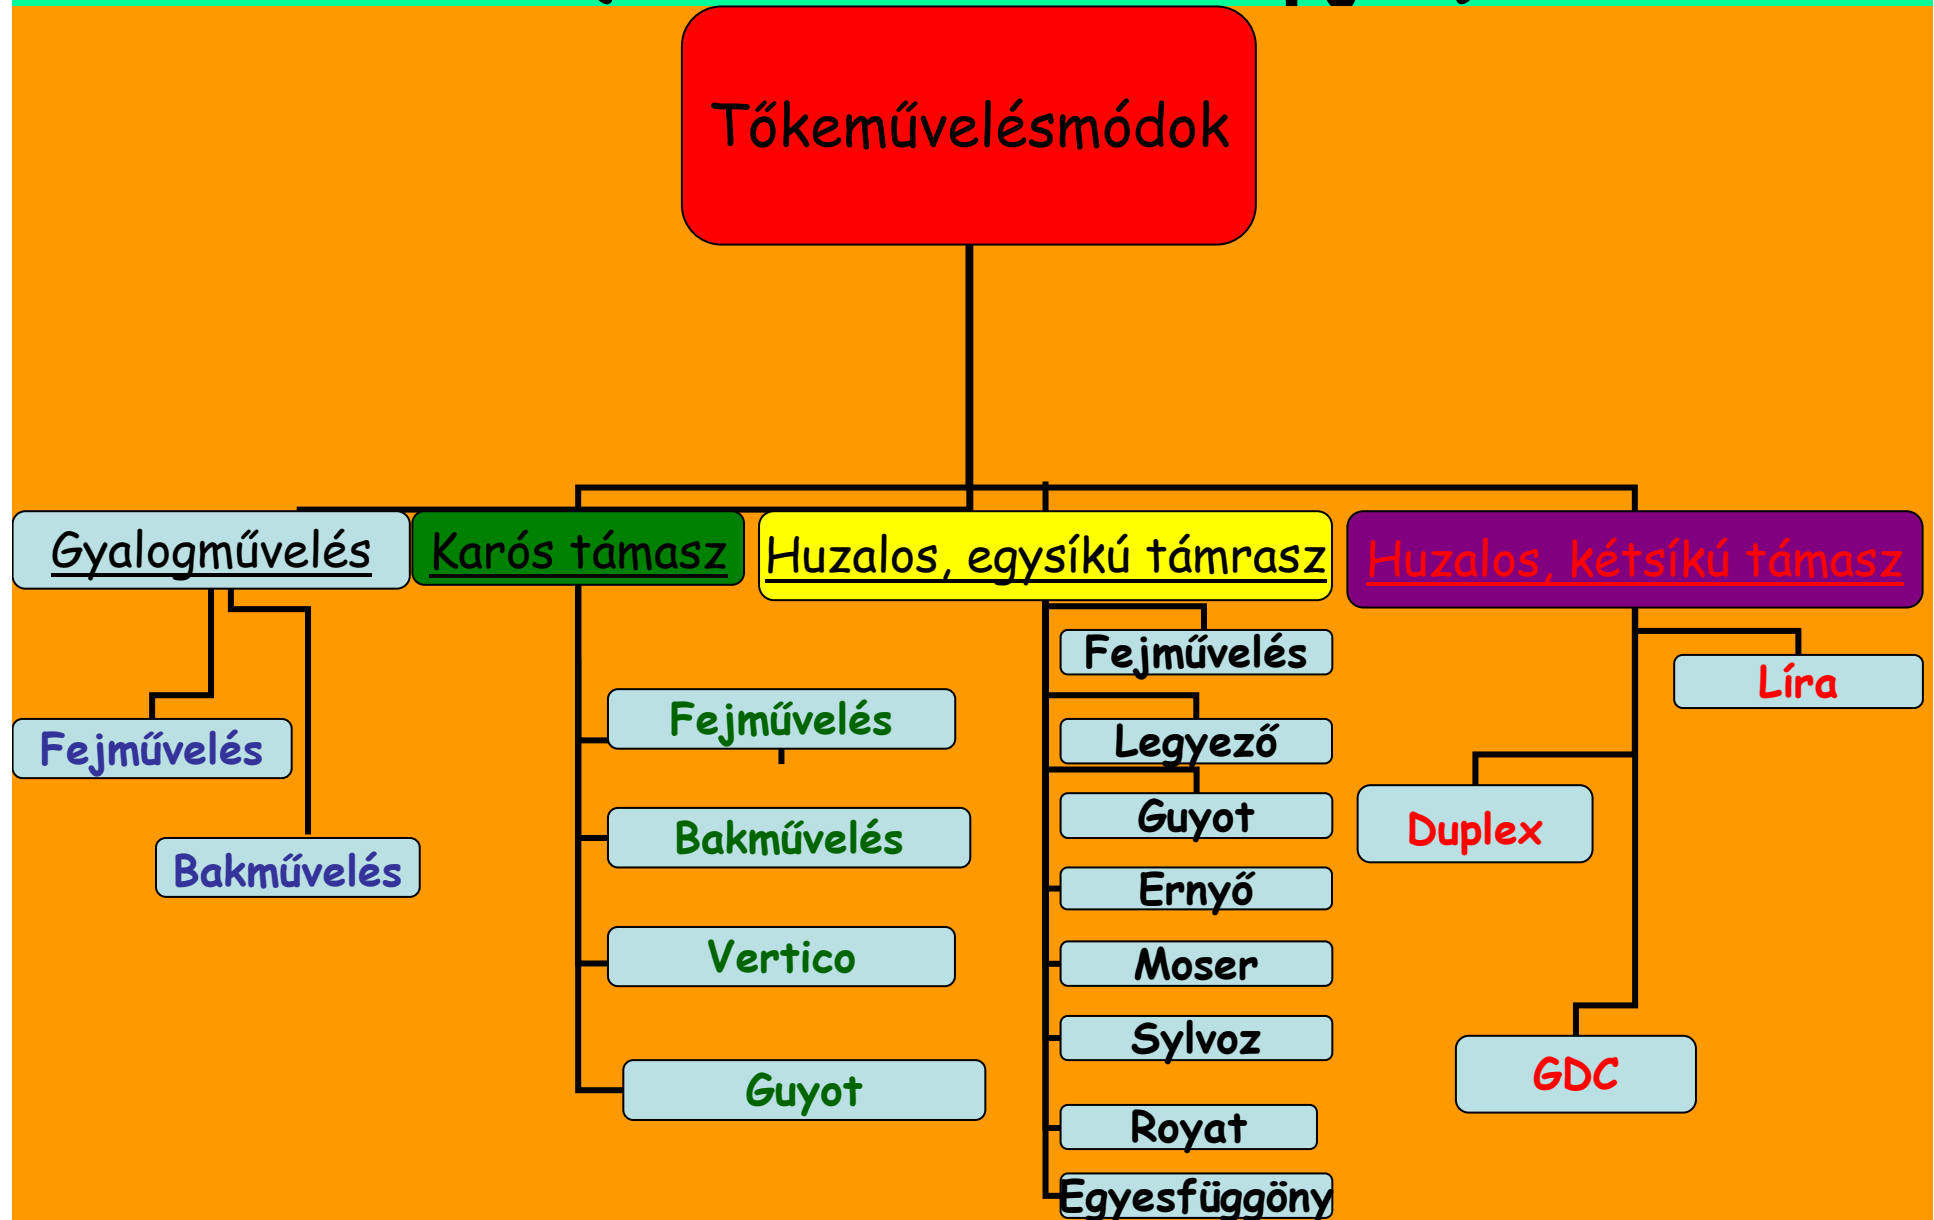 Tőkeművelésmódok
Gyalogművelés
Karós támasz
Huzalos, egysíkú támrasz
Huzalos, kétsíkú támasz
Fejművelés
Bakművelés
Fejművelés
Bakművelés
Vertico
Guyot
Fejművelés
Legyező
Guyot
Ernyő
Moser
Sylvoz
Royat
Egyesfüggöny
Líra
Duplex
GDC